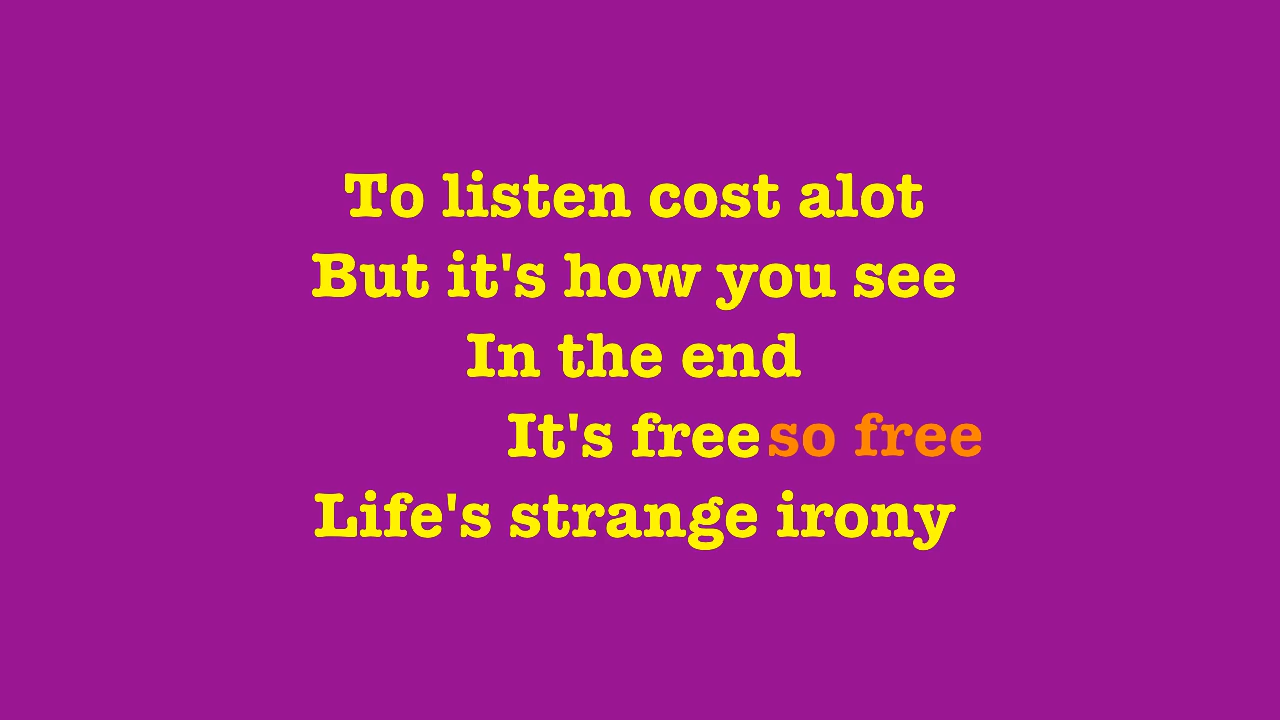 To listen cost alot
But it's how you see
In the end
It's free so free
Life's strange irony